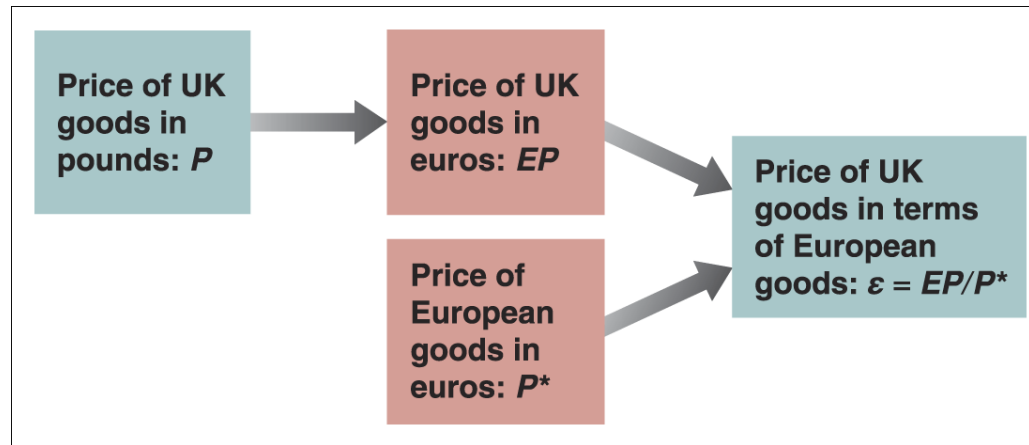 Price of UK
goods in
pounds: P
Price of UK
goods in
euros: EP
Price of
European
goods in
euros: P*
Price of UK
goods in terms
of European
goods: ε = EP/P*